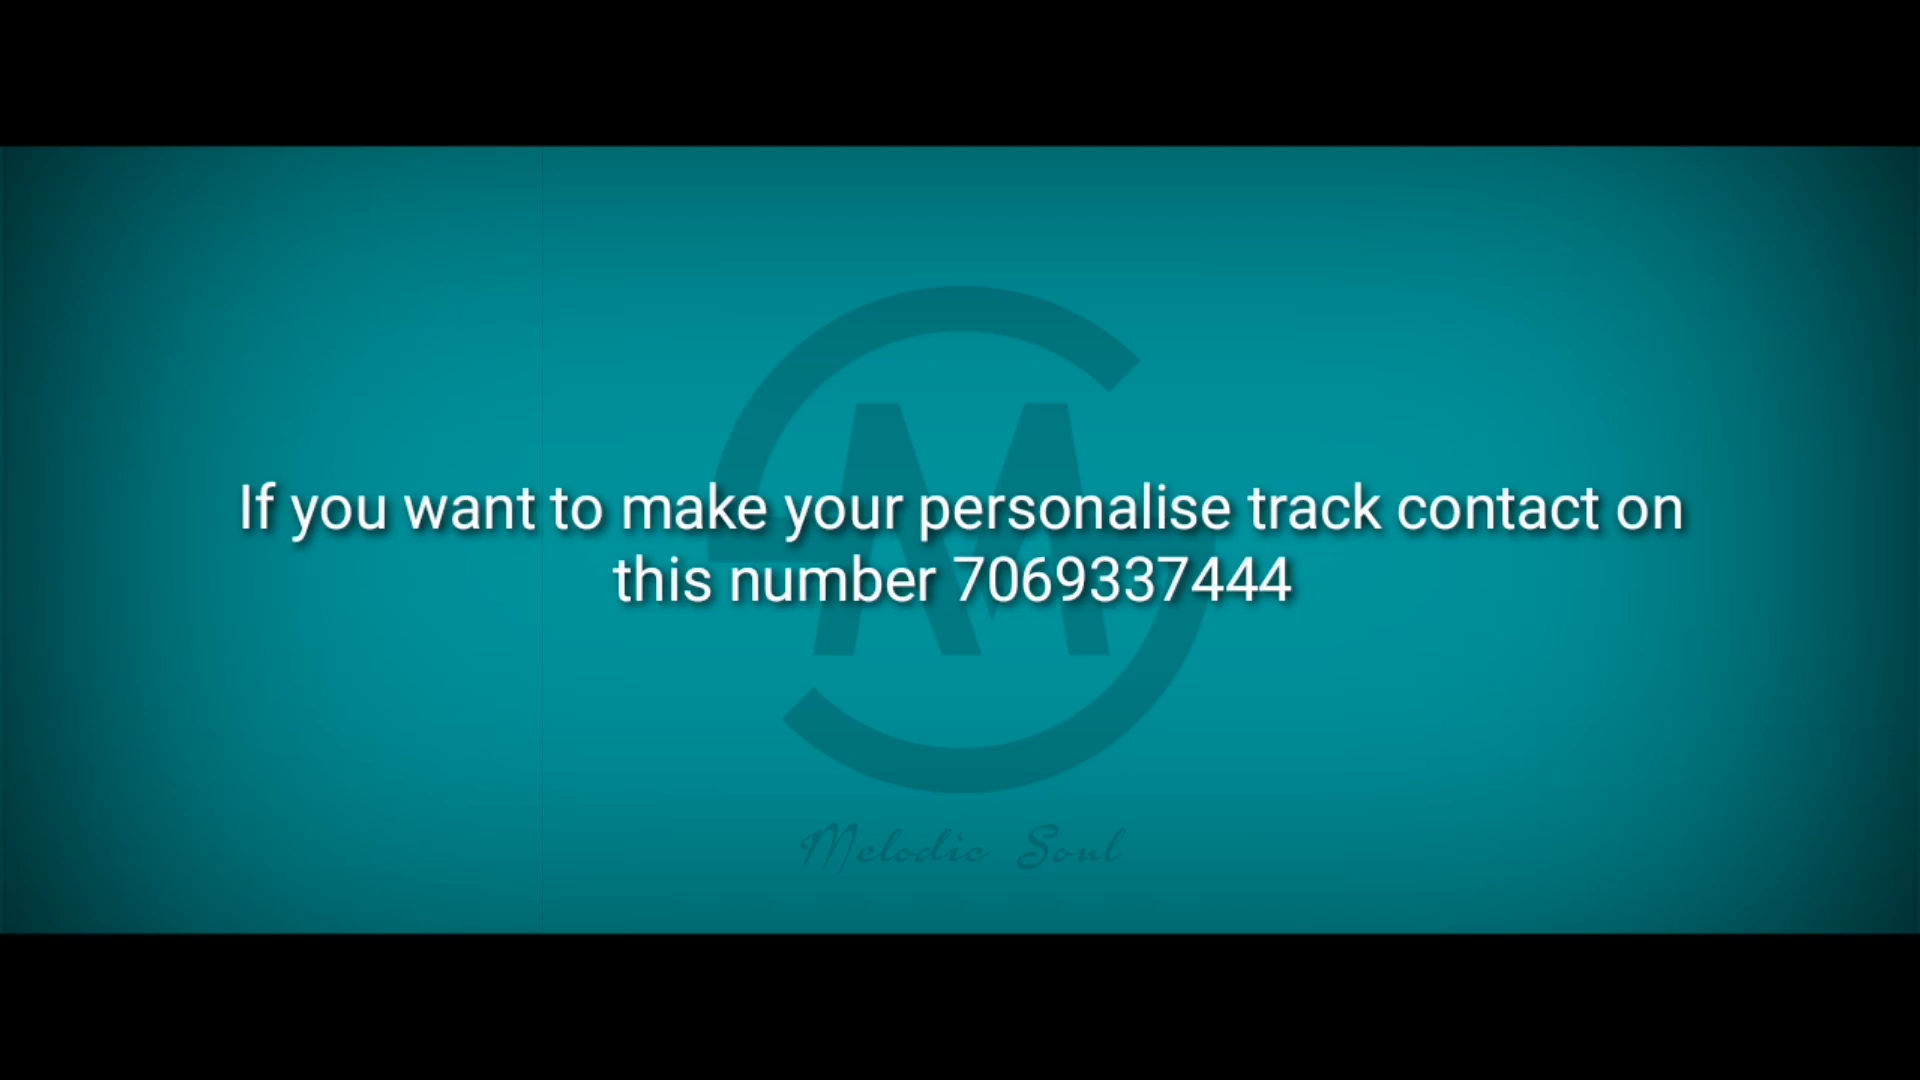 If you want to make your personalise track contact on
this number 7069337444
M
Melodic Soul